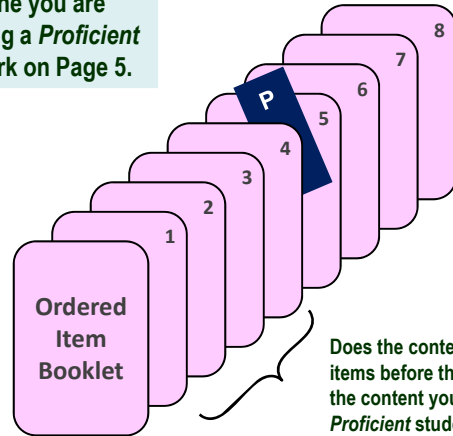 ne you are
g a Proficient
rk on Page 5.
8
7
6
P
5
4
3
2
1
Ordered
Item
Booklet
Does the conte
items before th
the content you
Proficient stude